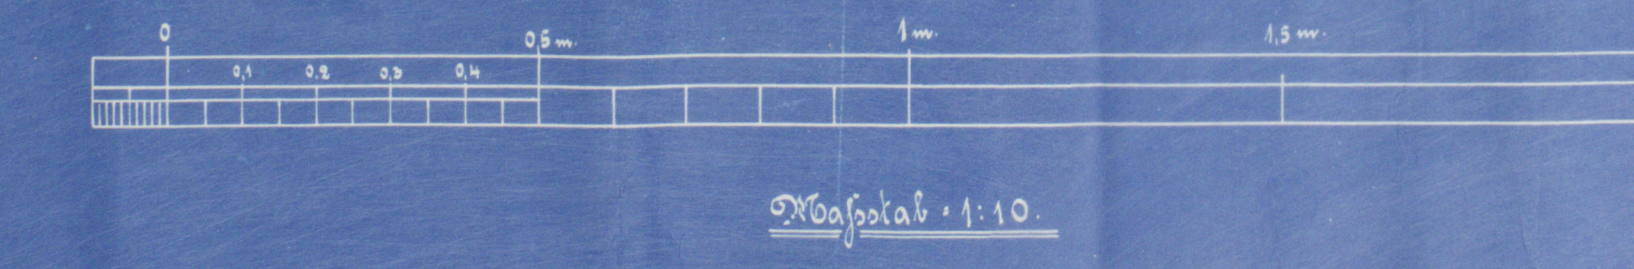 0 0,5 m. 1 m. 1,5 m.
0,1 0,2 0,3 0,4
Maſsstab = 1:10.